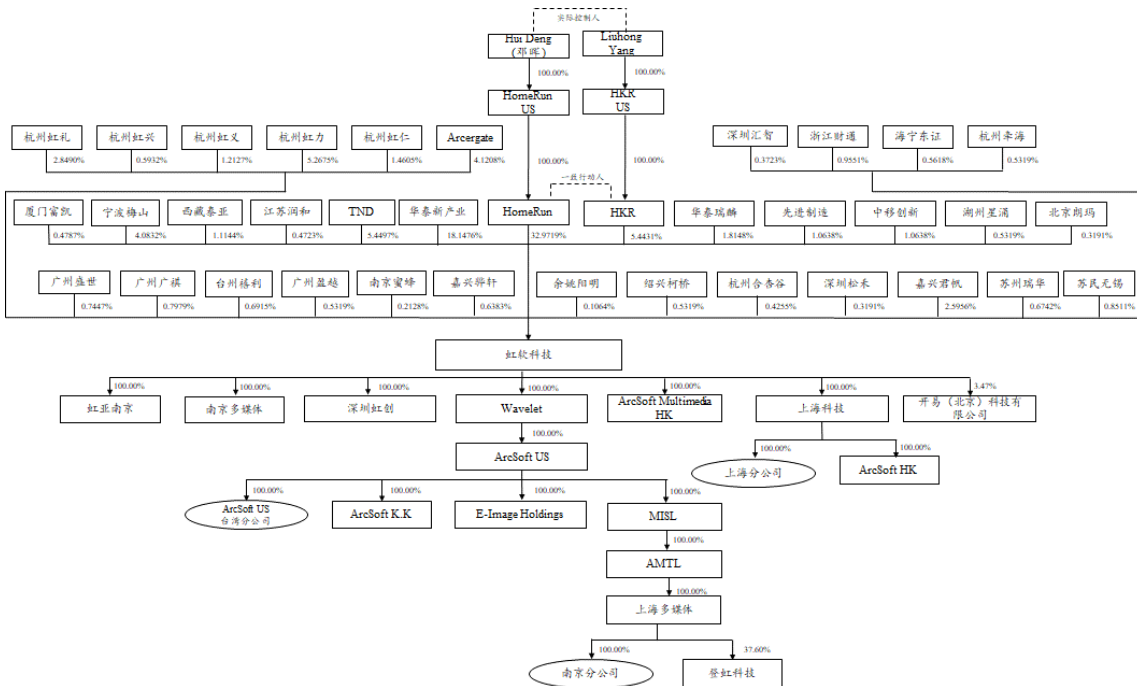 实际控制人
Hui Deng
(邓晖)
Liuhong
Yang
100.00%
100.00%
HomeRun
US
HKR
US
杭州虹礼
杭州虹兴
杭州虹义
杭州虹力
杭州虹仁
Arcergate
深圳汇智
浙江财通
海宁东证
杭州牵海
2.8490%
0.5932%
1.2127%
5.2675%
1.4605%
4.1208%
100.00%
100.00%
0.3723%
0.9551%
0.5618%
0.5319%
一致行动人
厦门富凯
宁波梅山
西藏泰亚
江苏润和
TND
华泰新产业
HomeRun
HKR
华泰瑞麟
先进制造
中移创新
湖州星涌
北京朗玛
0.4787%
4.0832%
1.1144%
0.4723%
5.4497%
18.1476%
32.9719%
5.4431%
1.8148%
1.0638%
1.0638%
0.5319%
0.3191%
广州盛世
广州广祺
台州禧利
广州盈越
南京蜜蜂
嘉兴骅轩
余姚阳明
绍兴柯桥
杭州合杏谷
深圳松禾
嘉兴君帆
苏州瑞华
苏民无锡
0.7447%
0.7979%
0.6915%
0.5319%
0.2128%
0.6383%
0.1064%
0.5319%
0.4255%
0.3191%
2.5956%
0.6742%
0.8511%
虹软科技
100.00%
100.00%
100.00%
100.00%
100.00%
100.00%
3.47%
虹亚南京
南京多媒体
深圳虹创
Wavelet
ArcSoft Multimedia
HK
上海科技
开易（北京）科技有
限公司
100.00%
100.00%
100.00%
ArcSoft US
上海分公司
ArcSoft HK
100.00%
100.00%
100.00%
100.00%
ArcSoft US
台湾分公司
ArcSoft K.K
E-Image Holdings
MISL
100.00%
AMTL
100.00%
上海多媒体
100.00%
37.60%
南京分公司
登虹科技